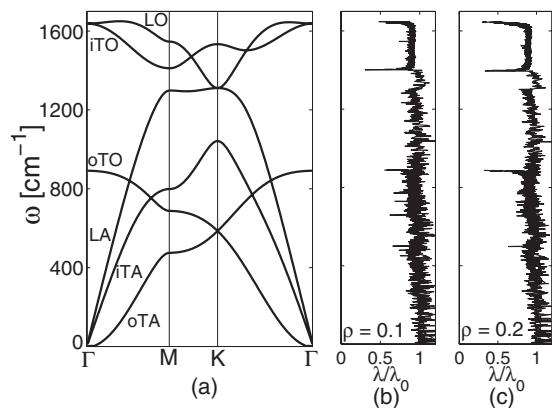 1600
1200
800
400
0
ω [cm⁻¹]
LO
iTO
oTO
LA
iTA
oTA
Γ M K Γ
(a)
ρ = 0.1
0 0.5 1
λ/λ₀
(b)
ρ = 0.2
0 0.5 1
λ/λ₀
(c)